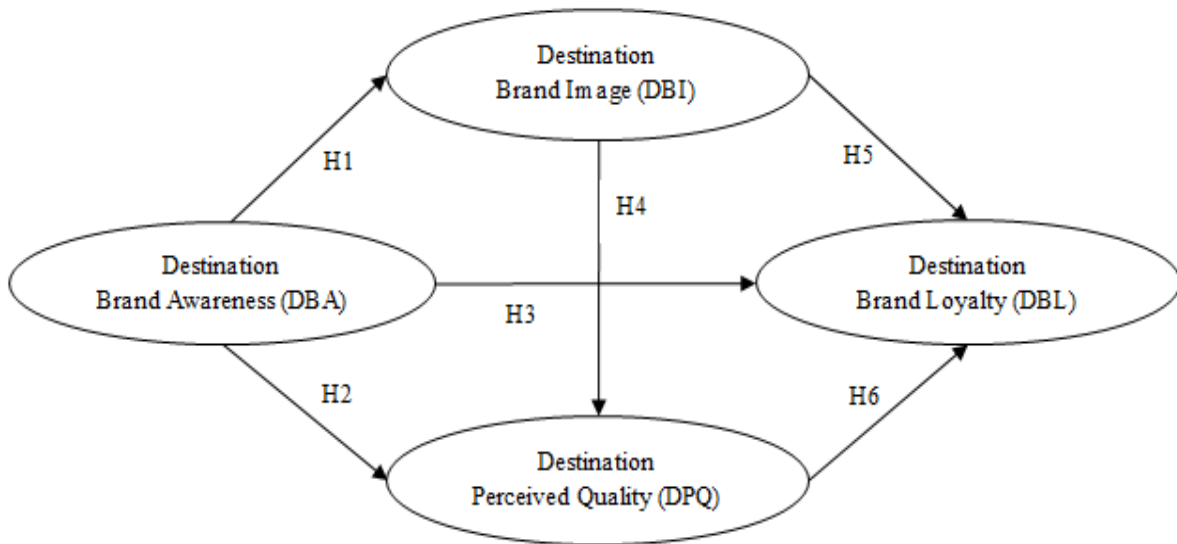 Destination
Brand Image (DBI)
H1
H5
H4
Destination
Brand Awareness (DBA)
Destination
Brand Loyalty (DBL)
H3
H2
H6
Destination
Perceived Quality (DPQ)